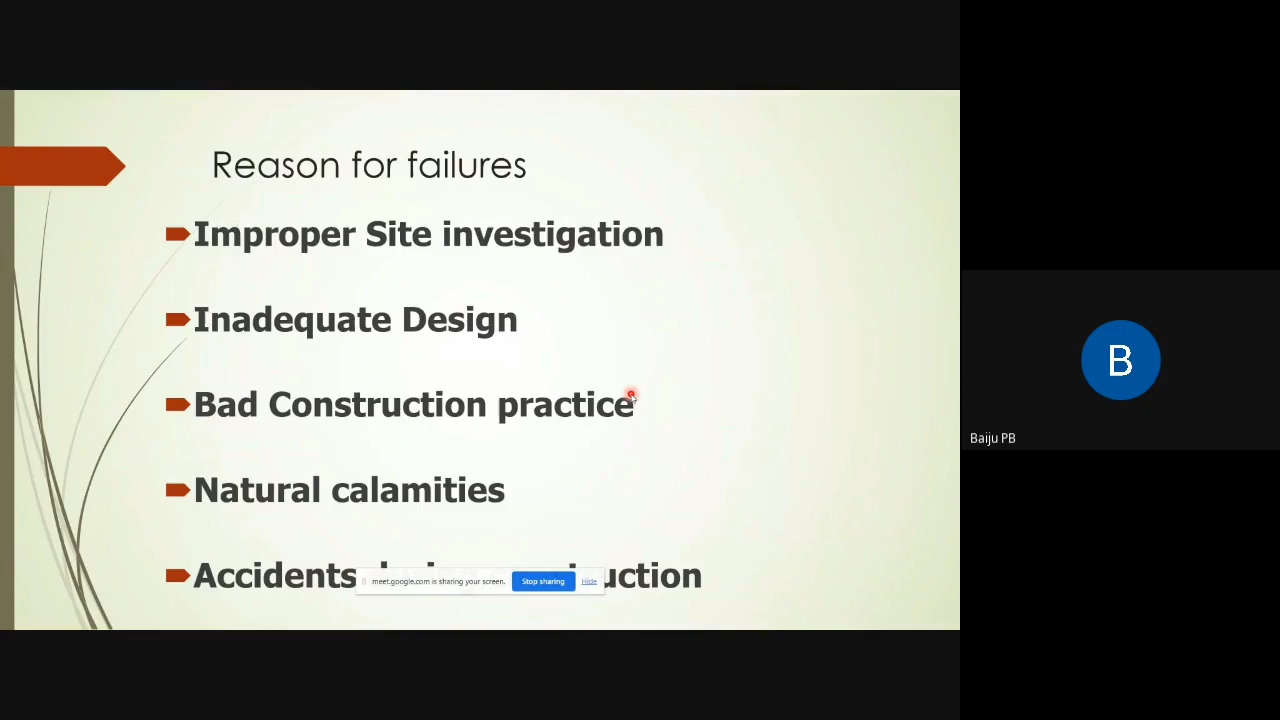 Reason for failures
Improper Site investigation
Inadequate Design
Bad Construction practice
Natural calamities
Accidents
meet.google.com is sharing your screen. Stop sharing Hide
B
Baiju PB